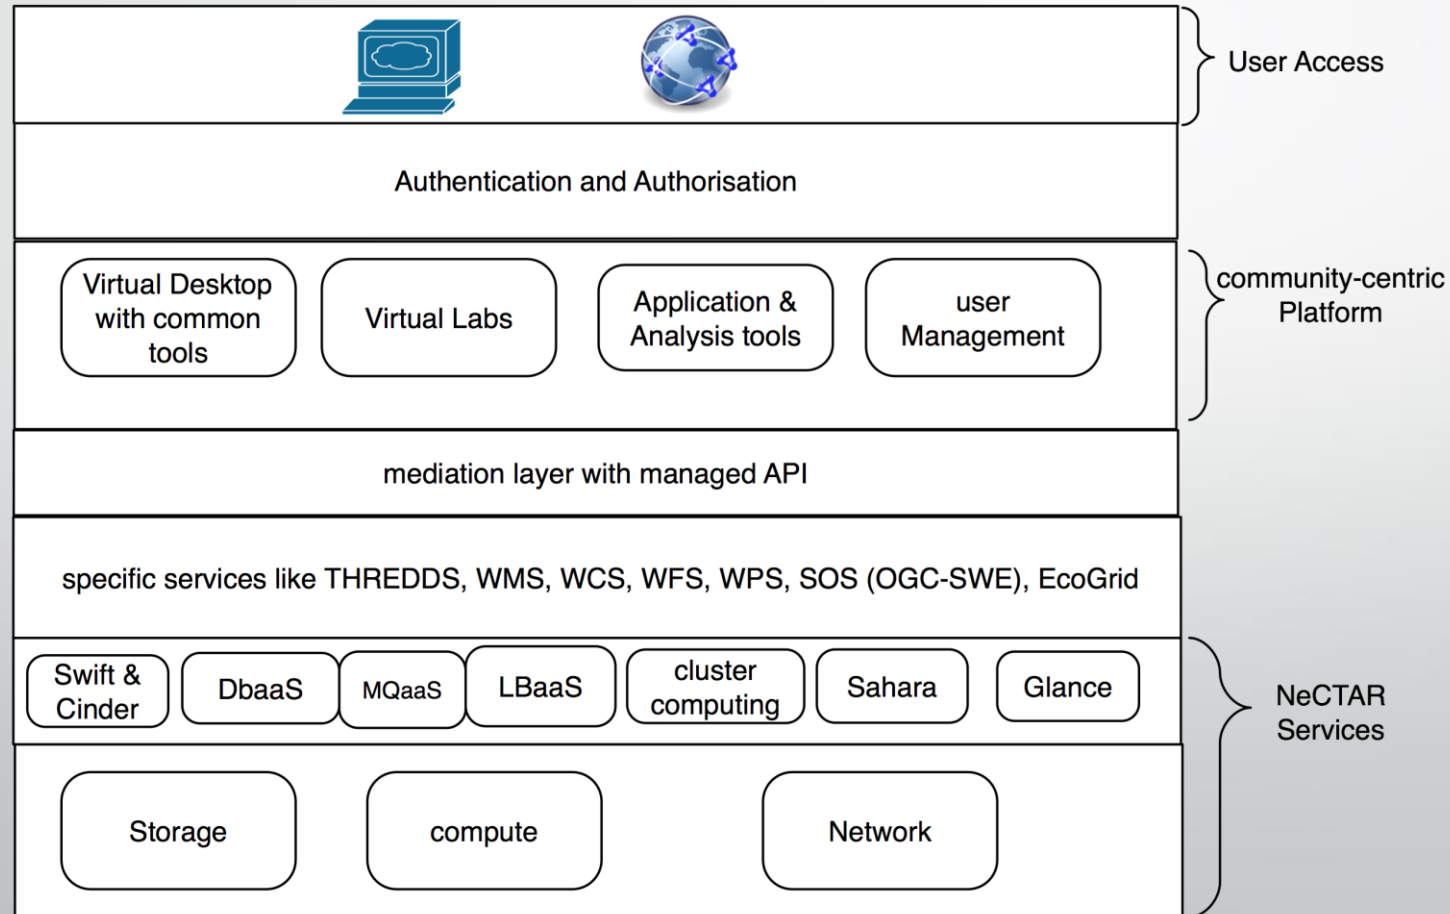 User Access
Authentication and Authorisation
Virtual Desktop
with common
tools
Virtual Labs
Application &
Analysis tools
user
Management
community-centric
Platform
mediation layer with managed API
specific services like THREDDS, WMS, WCS, WFS, WPS, SOS (OGC-SWE), EcoGrid
Swift &
Cinder
DbaaS
MQaaS
LBaaS
cluster
computing
Sahara
Glance
NeCTAR
Services
Storage
compute
Network